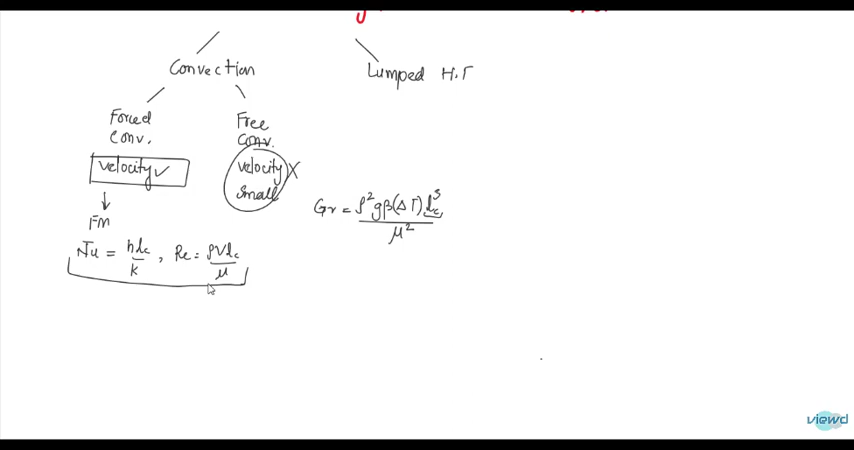 Convection
Lumped H.T
Forced
Conv.
Free
Conv.
velocity✓
velocity X
small
FM
Gr = ρ²gβ(ΔT)lc³/μ²
Nu = hlc/k, Re = ρVlc/μ
viewd